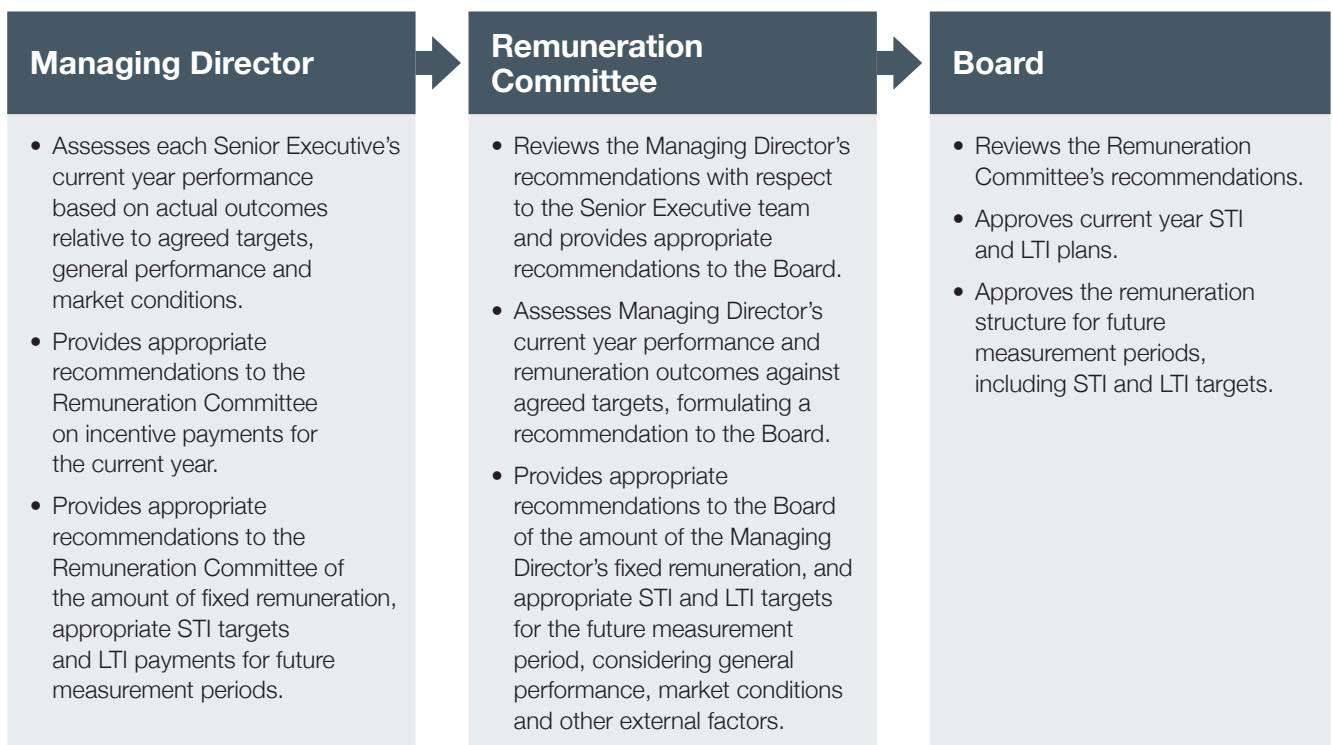 Managing Director
• Assesses each Senior Executive’s
current year performance
based on actual outcomes
relative to agreed targets,
general performance and
market conditions.
• Provides appropriate
recommendations to the
Remuneration Committee
on incentive payments for
the current year.
• Provides appropriate
recommendations to the
Remuneration Committee of
the amount of fixed remuneration,
appropriate STI targets
and LTI payments for future
measurement periods.
Remuneration
Committee
• Reviews the Managing Director’s
recommendations with respect
to the Senior Executive team
and provides appropriate
recommendations to the Board.
• Assesses Managing Director’s
current year performance and
remuneration outcomes against
agreed targets, formulating a
recommendation to the Board.
• Provides appropriate
recommendations to the Board
of the amount of the Managing
Director’s fixed remuneration, and
appropriate STI and LTI targets
for the future measurement
period, considering general
performance, market conditions
and other external factors.
Board
• Reviews the Remuneration
Committee’s recommendations.
• Approves current year STI
and LTI plans.
• Approves the remuneration
structure for future
measurement periods,
including STI and LTI targets.